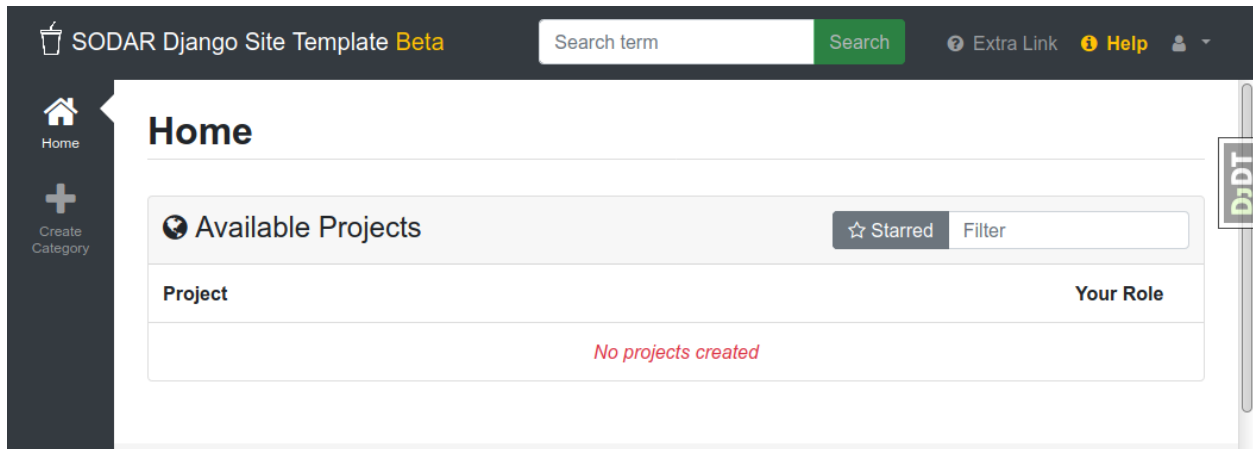 SODAR Django Site Template Beta
Search term
Search
Extra Link
Help
Home
Create
Category
Home
Available Projects
Starred
Filter
Project
Your Role
No projects created
DJDT